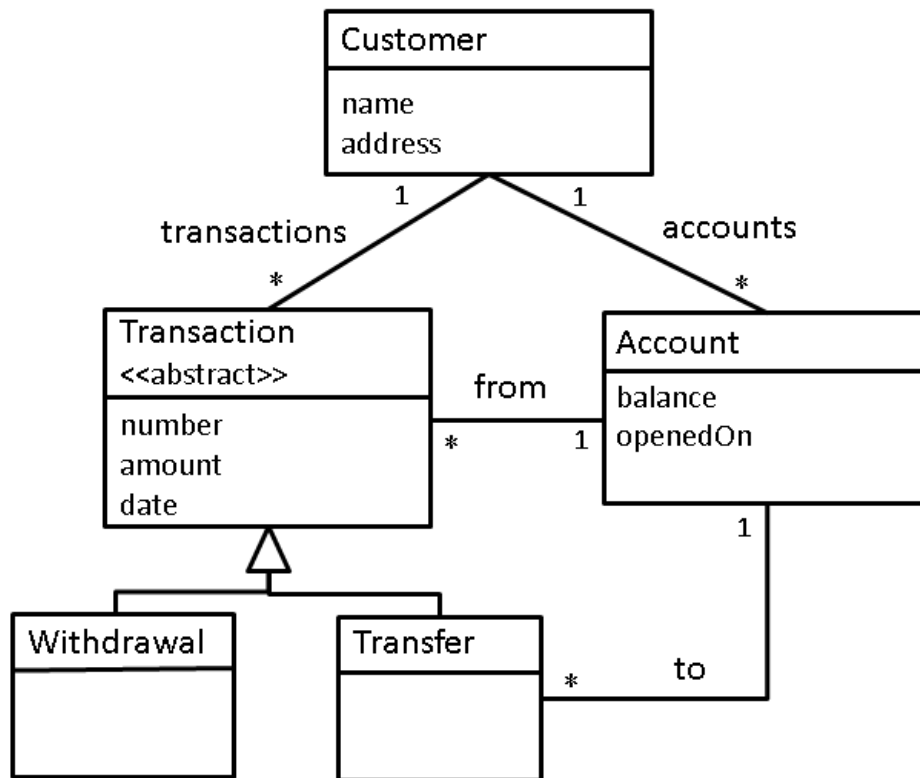 Customer
name
address
1
1
transactions
accounts
*
*
Transaction
<<abstract>>
number
amount
date
from
*
1
Account
balance
openedOn
1
Withdrawal
Transfer
*
to